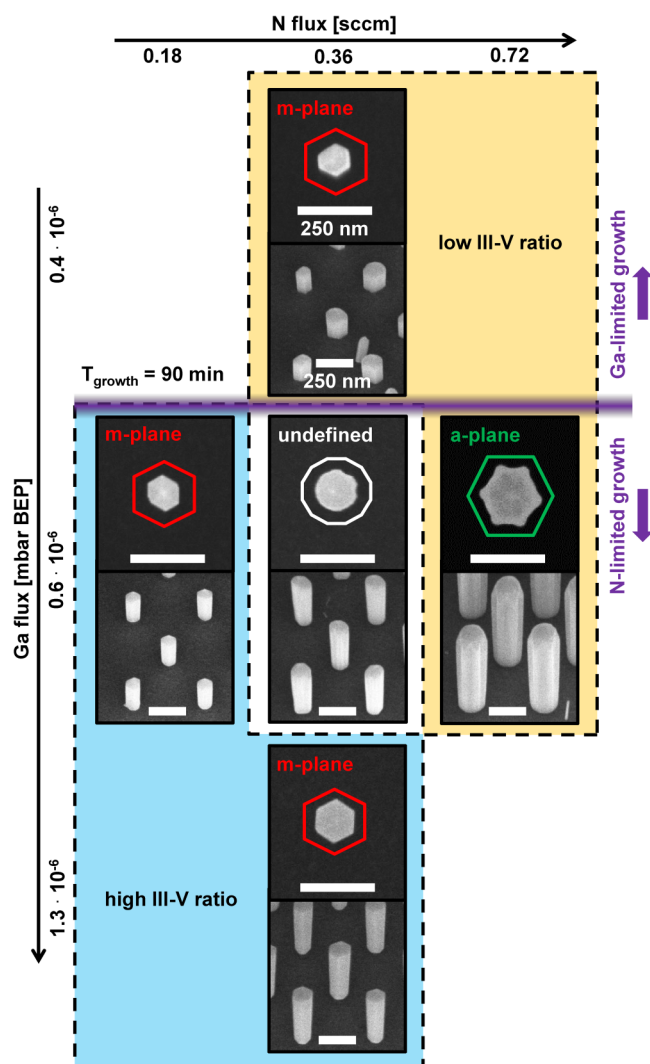 N flux [sccm]
0.18
0.36
0.72
m-plane
250 nm
low III-V ratio
250 nm
Ga flux [mbar BEP]
0.4 · 10⁻⁶
0.6 · 10⁻⁶
1.3 · 10⁻⁶
Ga-limited growth
N-limited growth
T_growth = 90 min
m-plane
undefined
a-plane
m-plane
high III-V ratio